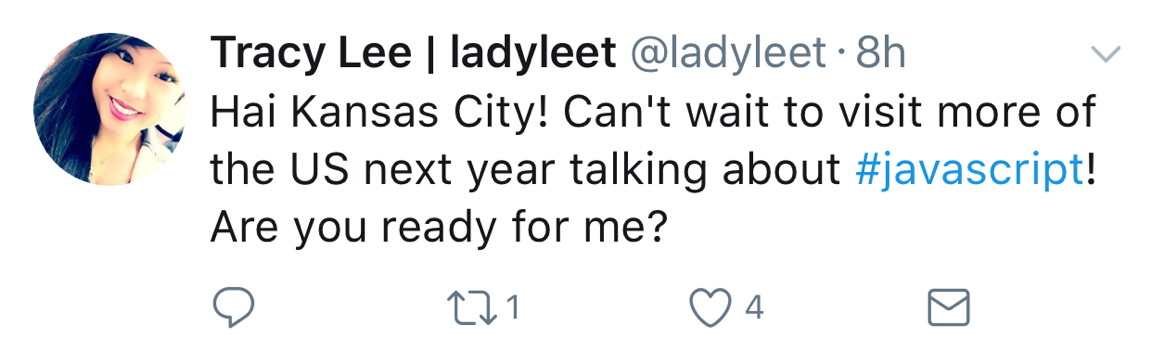 Tracy Lee | ladyleet @ladyleet · 8h
Hai Kansas City! Can't wait to visit more of
the US next year talking about #javascript!
Are you ready for me?
1 4